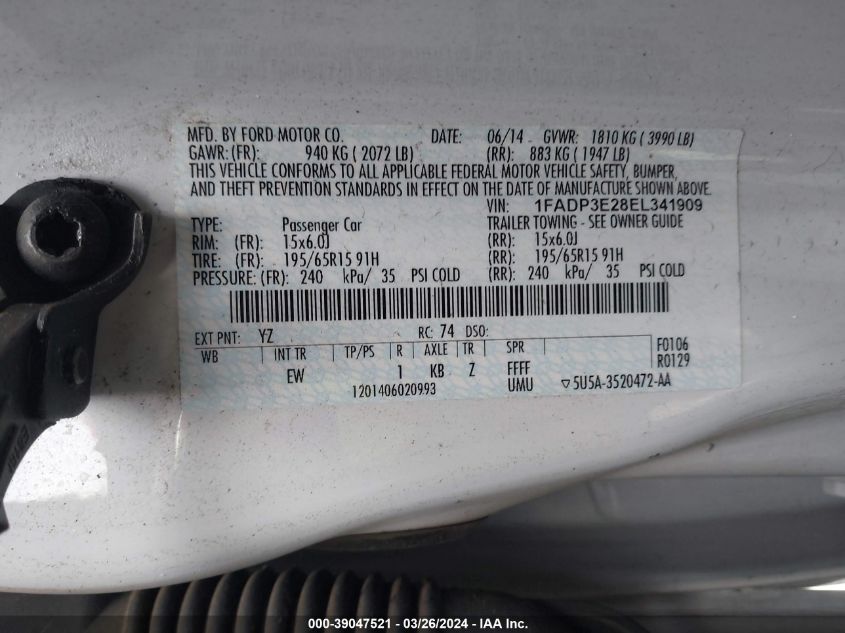 MFD. BY FORD MOTOR CO. DATE: 06/14 GVWR: 1810 KG ( 3990 LB)
GAWR: (FR): 940 KG ( 2072 LB) (RR): 883 KG ( 1947 LB)
THIS VEHICLE CONFORMS TO ALL APPLICABLE FEDERAL MOTOR VEHICLE SAFETY, BUMPER,
AND THEFT PREVENTION STANDARDS IN EFFECT ON THE DATE OF MANUFACTURE SHOWN ABOVE.
VIN: 1FADP3E28EL341909
TYPE: Passenger Car TRAILER TOWING - SEE OWNER GUIDE
RIM: (FR): 15x6.0J (RR): 15x6.0J
TIRE: (FR): 195/65R15 91H (RR): 195/65R15 91H
PRESSURE: (FR): 240 kPa/ 35 PSI COLD (RR): 240 kPa/ 35 PSI COLD
EXT PNT: YZ RC: 74 DSO: F0106
WB INT TR TP/PS R AXLE TR SPR R0129
EW 1 KB Z FFFF
1201406020993 UMU 5U5A-3520472-AA
000-39047521 - 03/26/2024 - IAA Inc.